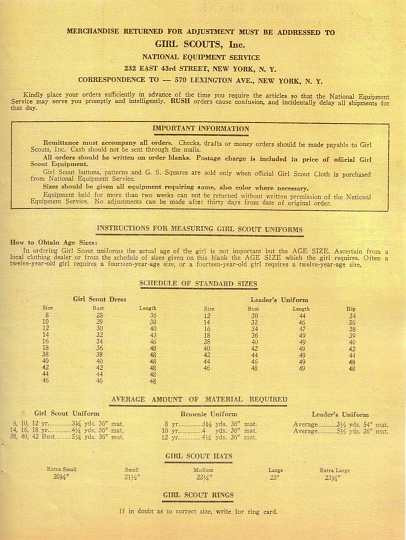 MERCHANDISE RETURNED FOR ADJUSTMENT MUST BE ADDRESSED TO
GIRL SCOUTS, Inc.
NATIONAL EQUIPMENT SERVICE
232 EAST 43rd STREET, NEW YORK, N. Y.
CORRESPONDENCE TO — 570 LEXINGTON AVE., NEW YORK, N. Y.
Kindly place your orders sufficiently in advance of the time you require the articles so that the National Equipment
Service may serve you promptly and intelligently. RUSH orders cause confusion, and incidentally delay all shipments for
that day.
IMPORTANT INFORMATION
Remittance must accompany all orders. Checks, drafts or money orders should be made payable to Girl
Scouts, Inc. Cash should not be sent through the mails.
All orders should be written on order blanks. Postage charge is included in price of official Girl
Scout Equipment.
Girl Scout buttons, patterns and G. S. Squares are sold only when official Girl Scout Cloth is purchased
from National Equipment Service.
Sizes should be given all equipment requiring same, also color where necessary.
Equipment held for more than two weeks can not be returned without written permission of the National
Equipment Service. No adjustments can be made after thirty days from date of original order.
INSTRUCTIONS FOR MEASURING GIRL SCOUT UNIFORMS
How to Obtain Age Sizes:
In ordering Girl Scout uniforms the actual age of the girl is not important but the AGE SIZE. Ascertain from a
local clothing dealer or from the schedule of sizes given on this blank the AGE SIZE which the girl requires. Often a
twelve-year-old girl requires a fourteen-year-age size, or a fourteen-year-old girl requires a twelve-year-age size.
SCHEDULE OF STANDARD SIZES
Girl Scout Dress Leader's Uniform
Size Bust Length Size Bust Length Hip
8 28 36 12 30 44 34
10 29 38 14 32 46 36
12 30 40 16 34 47 38
14 32 43 18 36 49 39
16 34 46 38 40 49 40
18 36 48 40 42 49 42
38 38 48 42 44 49 44
40 40 48 44 46 49 48
42 42 48 46 48 49 48
44 44 48
46 46 48
AVERAGE AMOUNT OF MATERIAL REQUIRED
Girl Scout Uniform Brownie Uniform Leader's Uniform
8, 10, 12 yr. yds. 36" mat. 8 yr. yds. 36" mat. Average 3½ yds. 54" mat.
14, 16, 18 yr. yds. 36" mat. 10 yr. 4 yds. 36" mat. Average 5½ yds. 36" mat.
38, 40, 42 Bust 5¼ yds. 36" mat. 12 yr. yds. 36" mat.
GIRL SCOUT HATS
Extra Small Small Medium Large Extra Large
20¾" 21½" 22¼" 23" 23¾"
GIRL SCOUT RINGS
If in doubt as to correct size, write for ring card.